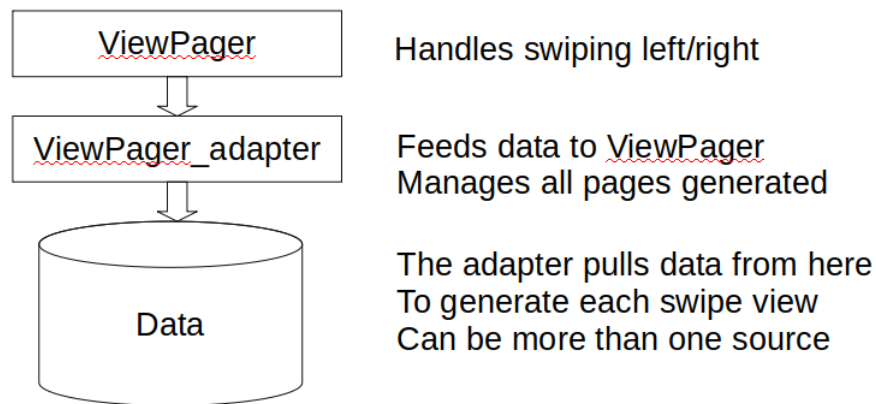 ViewPager
Handles swiping left/right
ViewPager_adapter
Feeds data to ViewPager
Manages all pages generated
Data
The adapter pulls data from here
To generate each swipe view
Can be more than one source